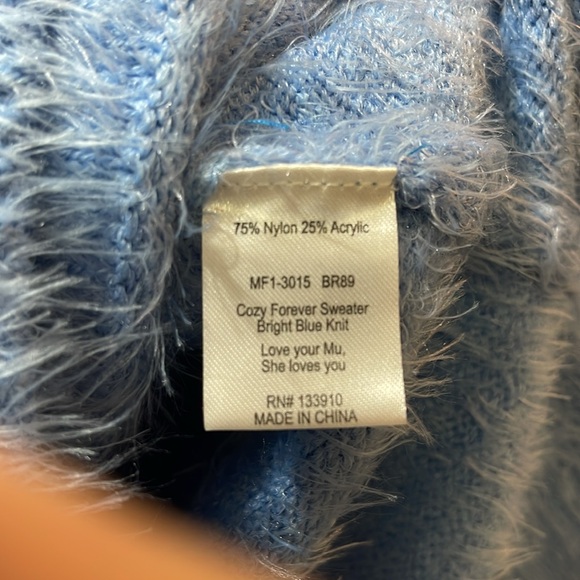 75% Nylon 25% Acrylic
MF1-3015 BR89
Cozy Forever Sweater
Bright Blue Knit
Love your Mu,
She loves you
RN# 133910
MADE IN CHINA